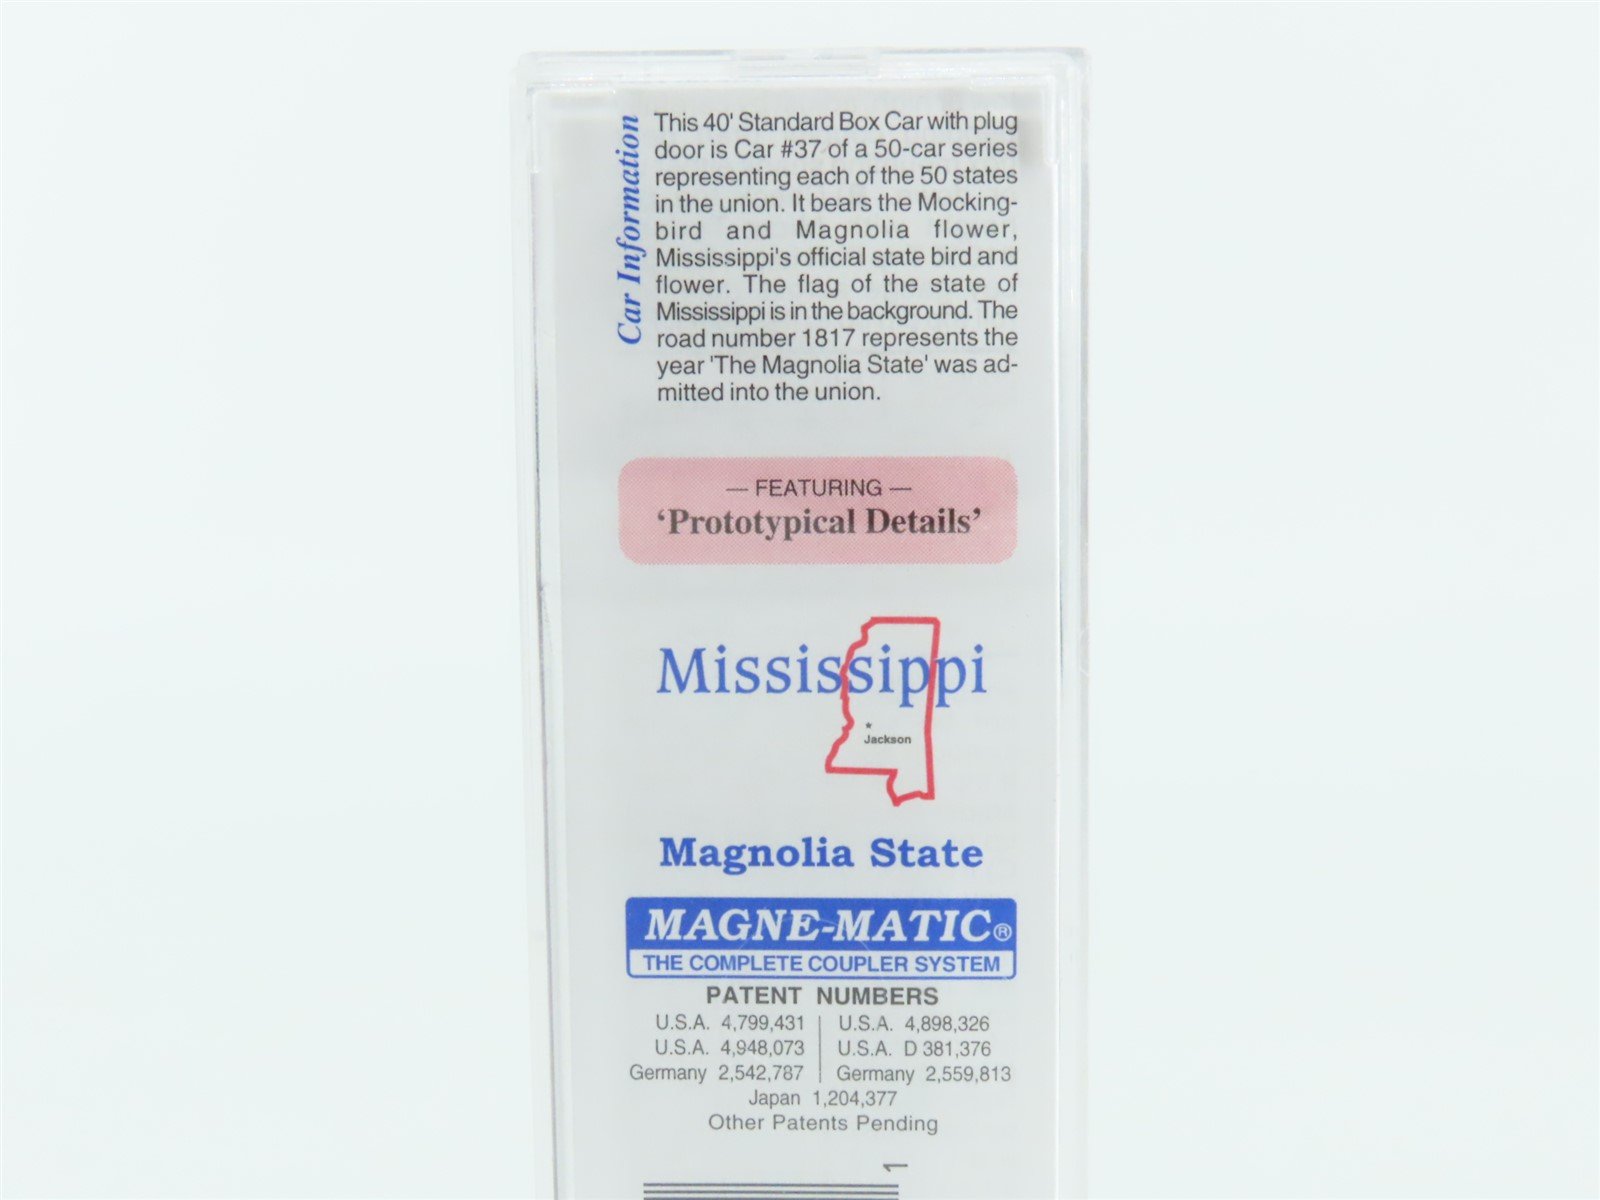 Car Information
This 40' Standard Box Car with plug
door is Car #37 of a 50-car series
representing each of the 50 states
in the union. It bears the Mocking-
bird and Magnolia flower,
Mississippi's official state bird and
flower. The flag of the state of
Mississippi is in the background. The
road number 1817 represents the
year 'The Magnolia State' was ad-
mitted into the union.
— FEATURING —
‘Prototypical Details’
Mississippi
* Jackson
Magnolia State
MAGNE-MATIC®
THE COMPLETE COUPLER SYSTEM
PATENT NUMBERS
U.S.A. 4,799,431 | U.S.A. 4,898,326
U.S.A. 4,948,073 | U.S.A. D 381,376
Germany 2,542,787 | Germany 2,559,813
Japan 1,204,377
Other Patents Pending
1